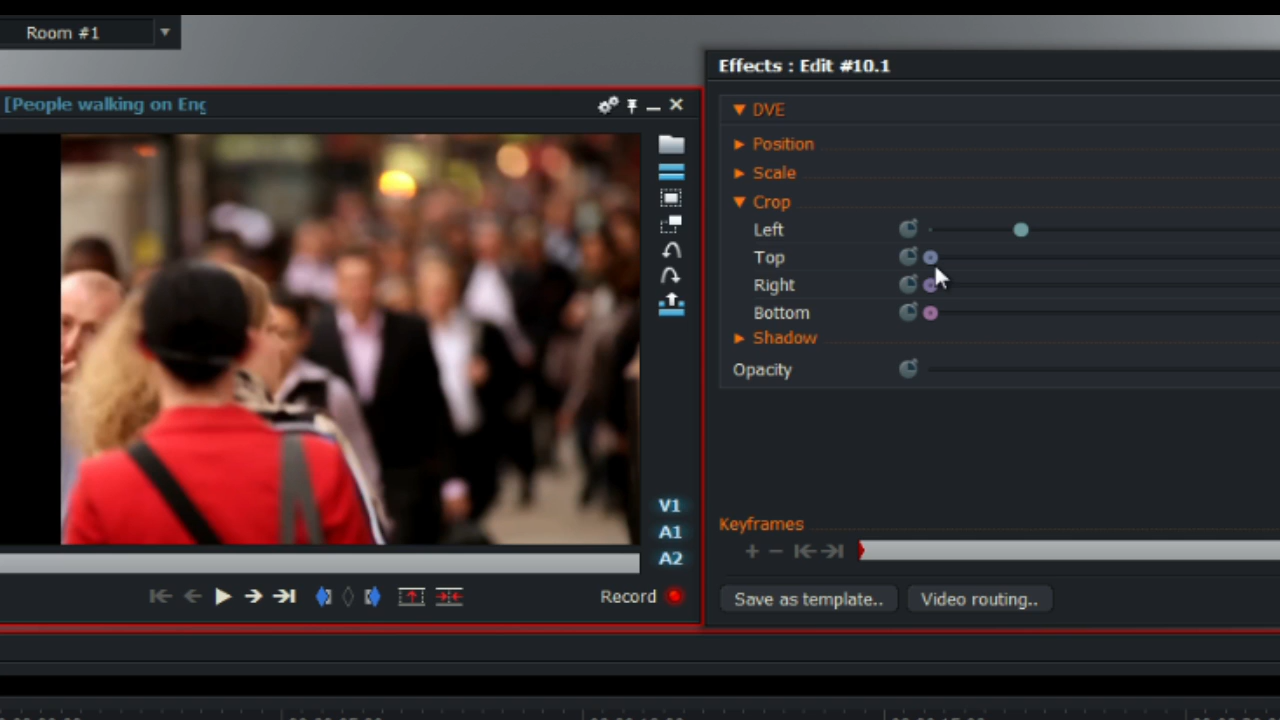 Room #1
Effects : Edit #10.1
[People walking on Eng
DVE
Position
Scale
Crop
Left
Top
Right
Bottom
Shadow
Opacity
V1
A1
A2
Keyframes
Record
Save as template..
Video routing..